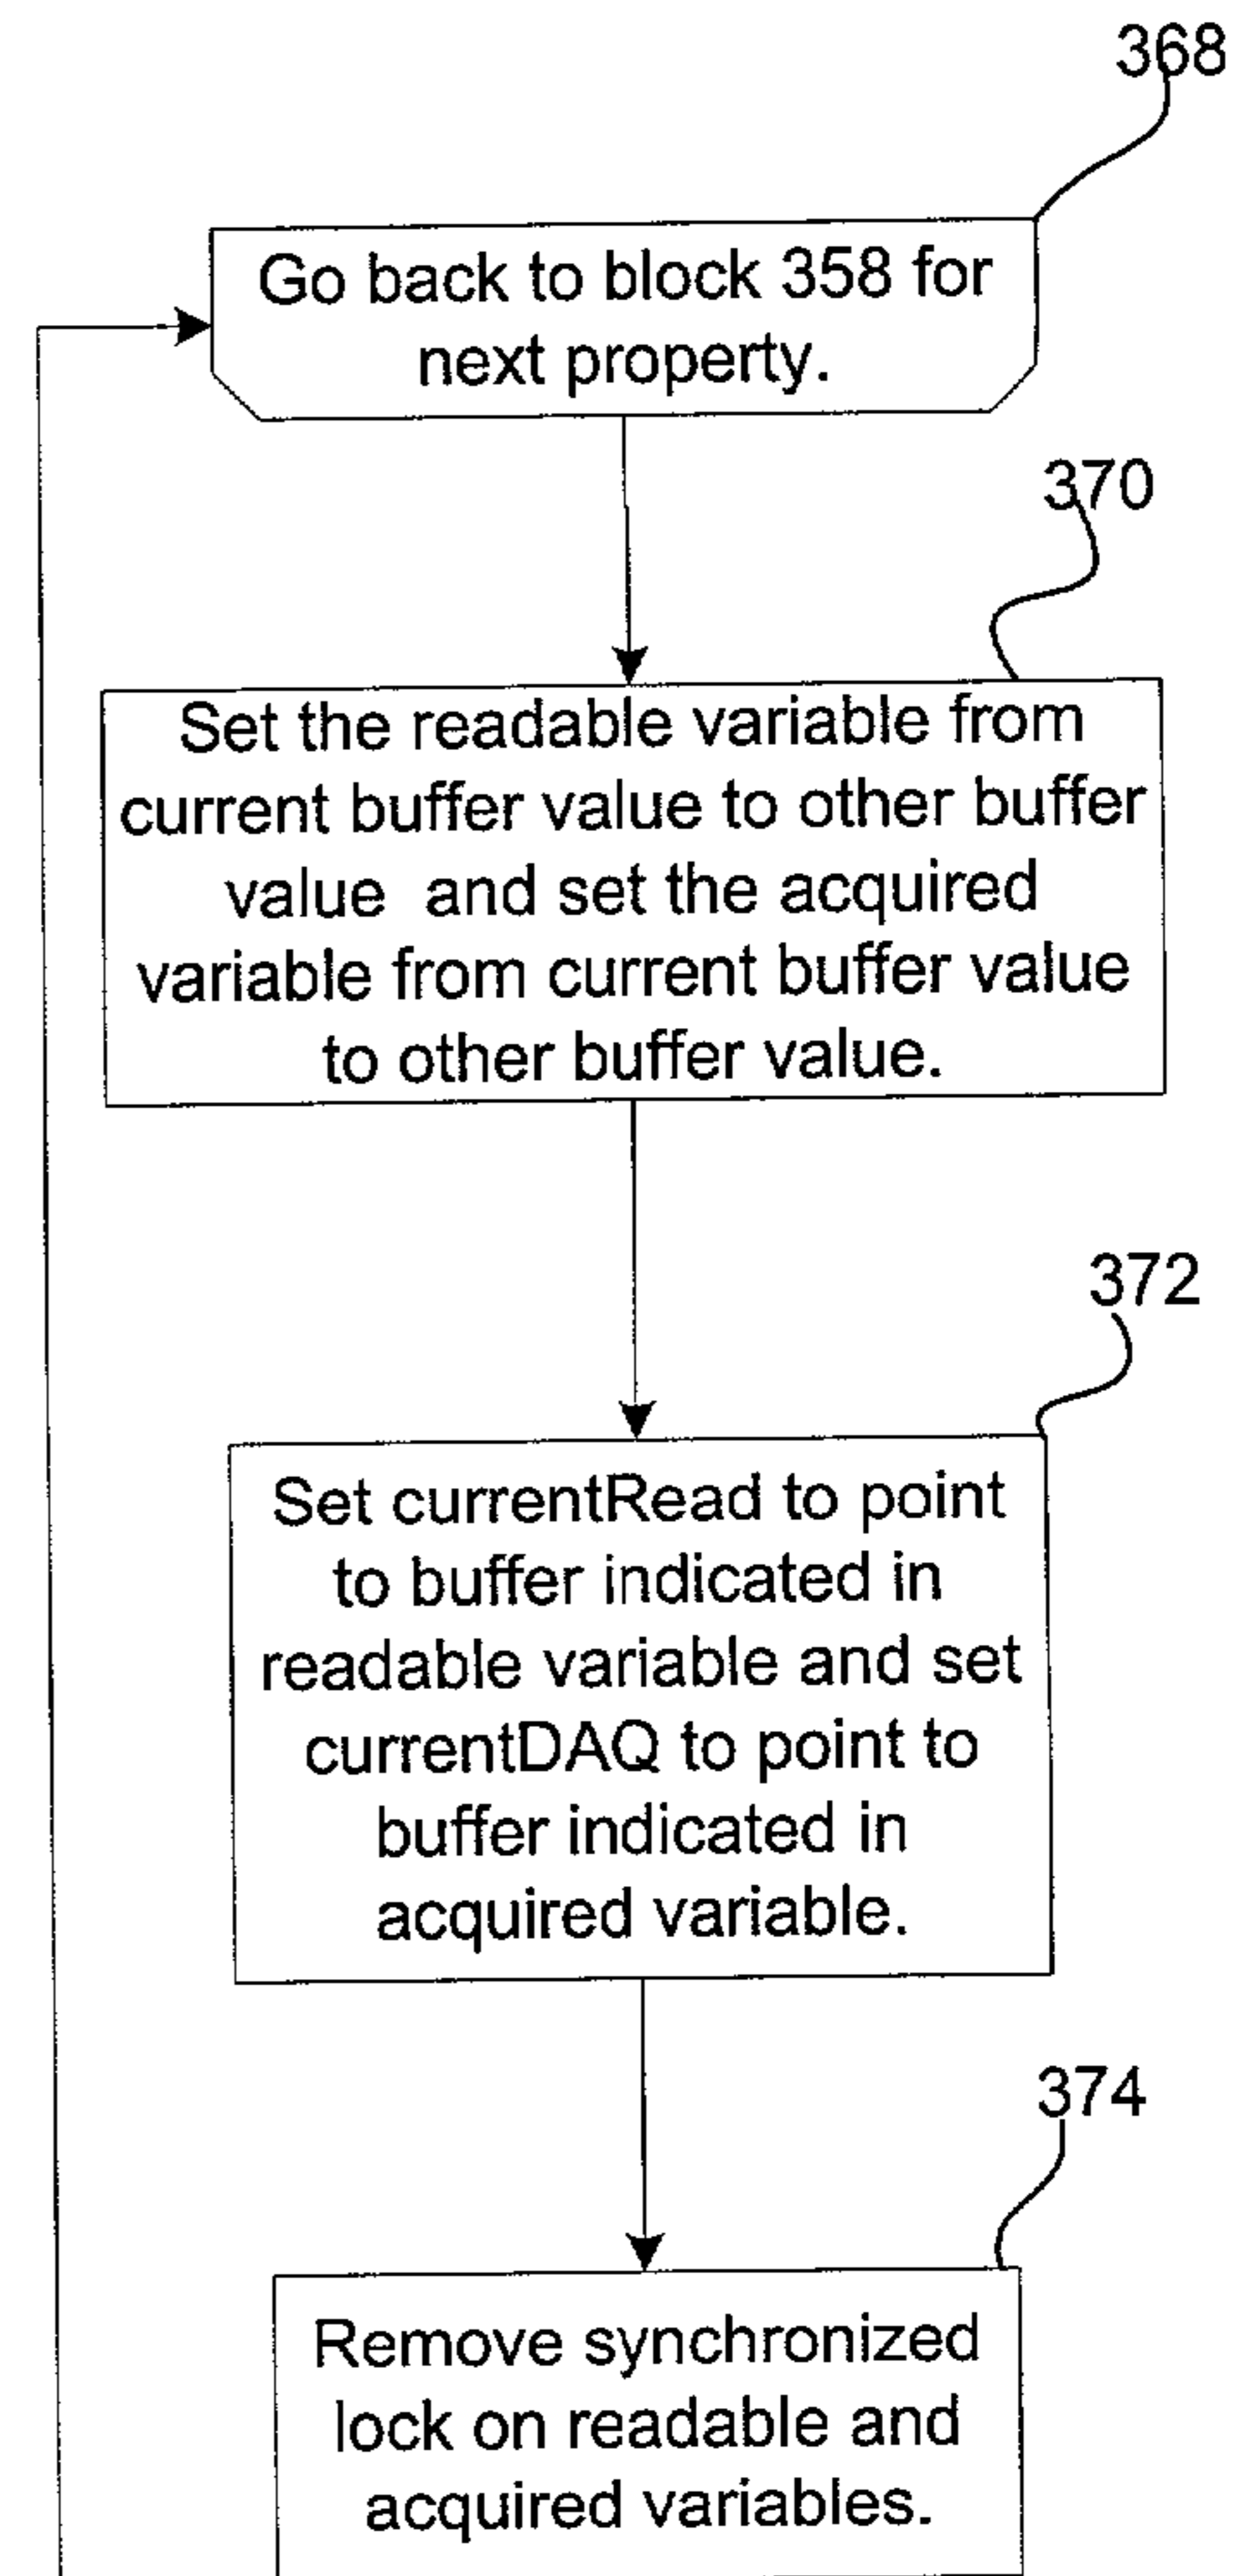 368
Go back to block 358 for
next property.
370
Set the readable variable from
current buffer value to other buffer
value and set the acquired
variable from current buffer value
to other buffer value.
372
Set currentRead to point
to buffer indicated in
readable variable and set
currentDAQ to point to
buffer indicated in
acquired variable.
374
Remove synchronized
lock on readable and
acquired variables.